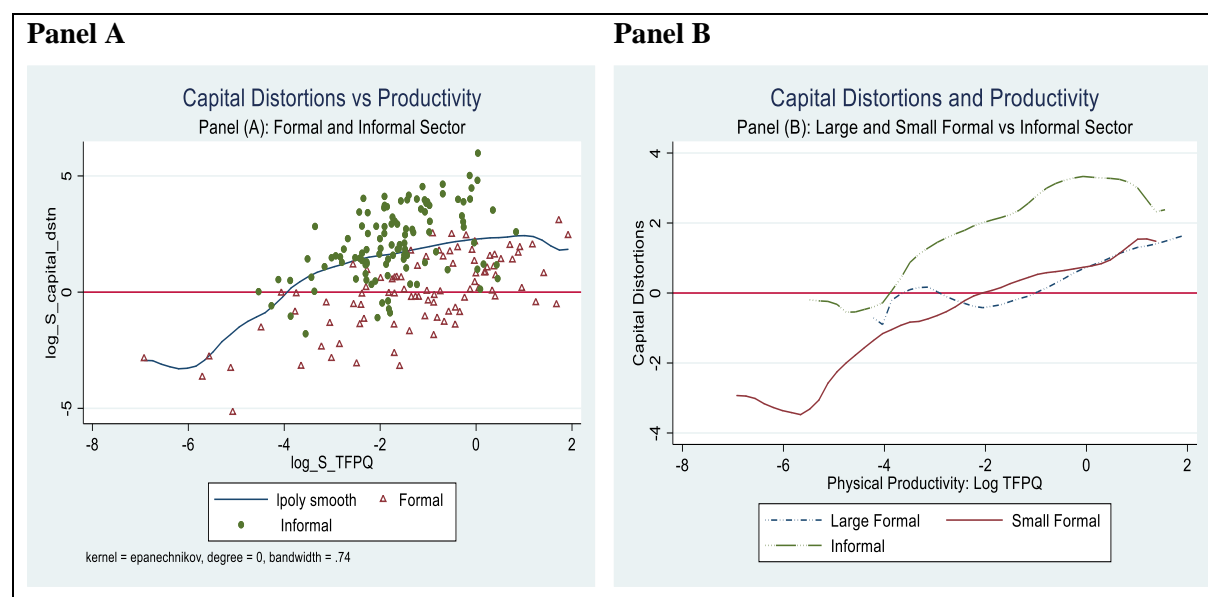 Panel A
Capital Distortions vs Productivity
Panel (A): Formal and Informal Sector
log_S_capital_dstn
5
0
-5
-8 -6 -4 -2 0 2
log_S_TFPQ
lpoly smooth Formal
Informal
kernel = epanechnikov, degree = 0, bandwidth = .74
Panel B
Capital Distortions and Productivity
Panel (B): Large and Small Formal vs Informal Sector
Capital Distortions
4
2
0
-2
-4
-8 -6 -4 -2 0 2
Physical Productivity: Log TFPQ
Large Formal Small Formal
Informal